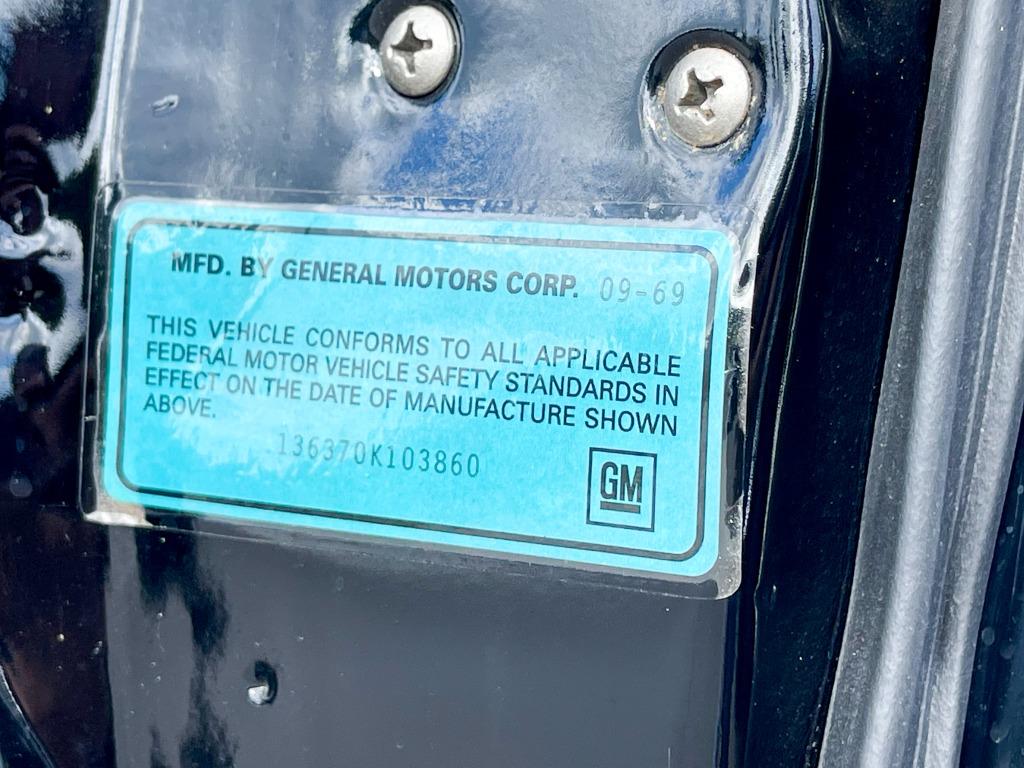 MFD. BY GENERAL MOTORS CORP. 09-69
THIS VEHICLE CONFORMS TO ALL APPLICABLE
FEDERAL MOTOR VEHICLE SAFETY STANDARDS IN
EFFECT ON THE DATE OF MANUFACTURE SHOWN
ABOVE.
136370K103860
GM